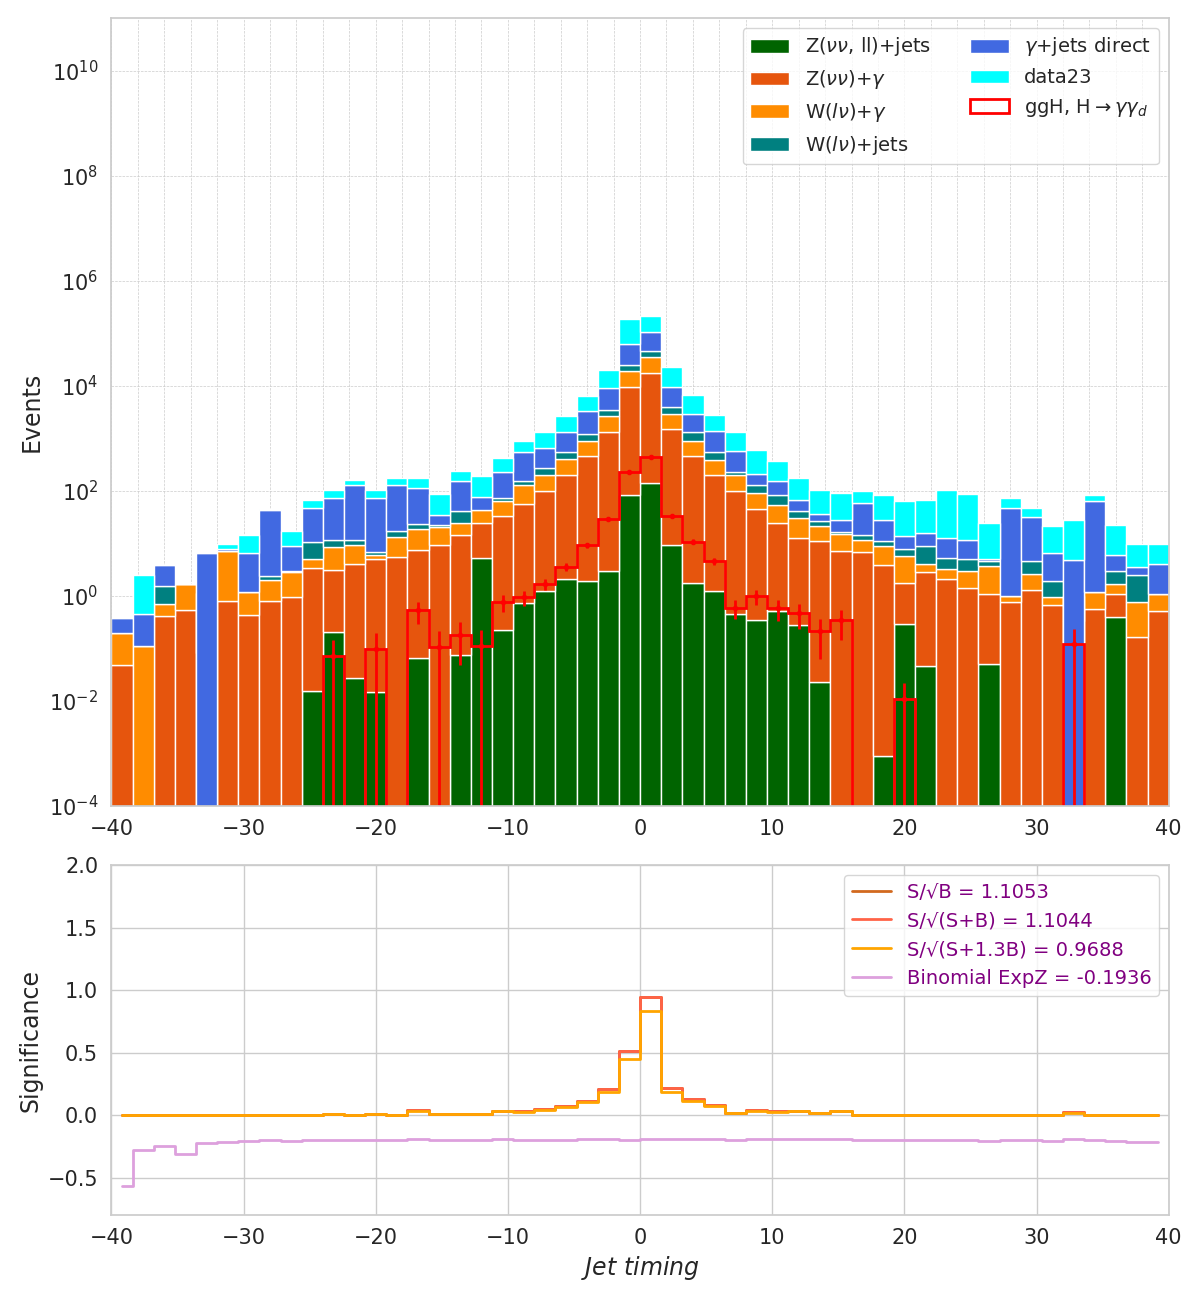 Z(νν, ll)+jets
Z(νν)+γ
W(lν)+γ
W(lν)+jets
γ+jets direct
data23
ggH, H→γγ_d
Events
10^10
10^8
10^6
10^4
10^2
10^0
10^−2
10^−4
−40 −30 −20 −10 0 10 20 30 40
S/√B = 1.1053
S/√(S+B) = 1.1044
S/√(S+1.3B) = 0.9688
Binomial ExpZ = -0.1936
Significance
2.0
1.5
1.0
0.5
0.0
−0.5
−40 −30 −20 −10 0 10 20 30 40
Jet timing